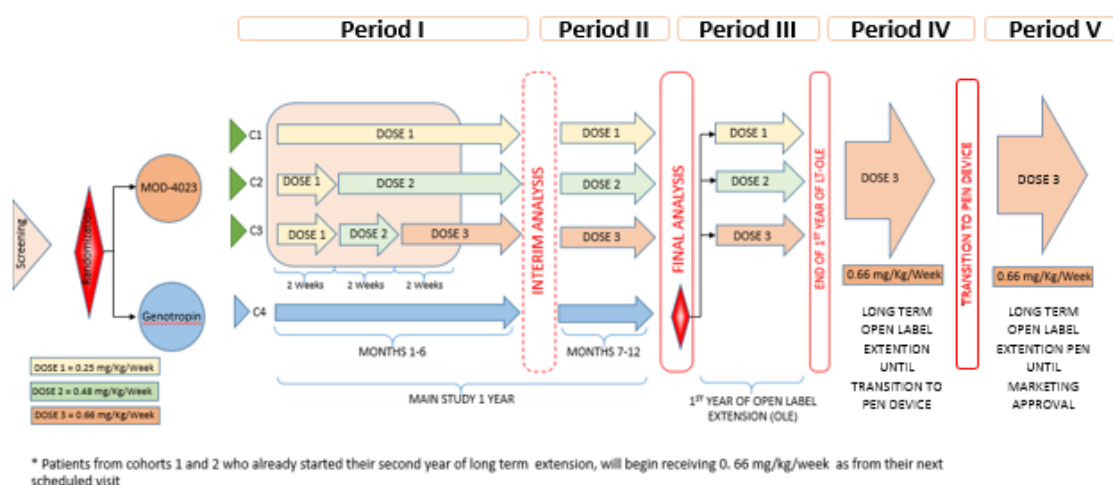 Period I
Period II
Period III
Period IV
Period V
Screening
Randomization
MOD-4023
Genotropin
DOSE 1 = 0.25 mg/Kg/Week
DOSE 2 = 0.48 mg/Kg/Week
DOSE 3 = 0.66 mg/Kg/Week
C1
DOSE 1
C2
DOSE 1
DOSE 2
C3
DOSE 1
DOSE 2
DOSE 3
2 Weeks
2 Weeks
2 Weeks
C4
MONTHS 1-6
INTERIM ANALYSIS
DOSE 1
DOSE 2
DOSE 3
MONTHS 7-12
MAIN STUDY 1 YEAR
FINAL ANALYSIS
DOSE 1
DOSE 2
DOSE 3
1ST YEAR OF OPEN LABEL
EXTENSION (OLE)
END OF 1ST YEAR OF LT-OLE
DOSE 3
0.66 mg/Kg/Week
LONG TERM
OPEN LABEL
EXTENTION
UNTIL
TRANSITION TO
PEN DEVICE
TRANSITION TO PEN DEVICE
DOSE 3
0.66 mg/Kg/Week
LONG TERM
OPEN LABEL
EXTENTION PEN
UNTIL
MARKETING
APPROVAL
* Patients from cohorts 1 and 2 who already started their second year of long term extension, will begin receiving 0. 66 mg/kg/week as from their next
scheduled visit